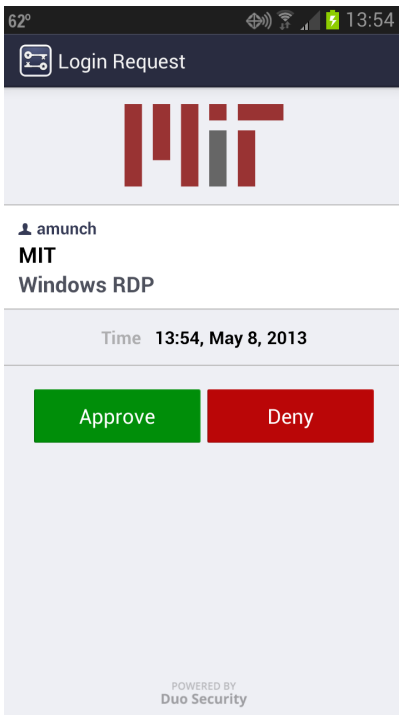 62° 13:54
Login Request
MIT
amunch
MIT
Windows RDP
Time 13:54, May 8, 2013
Approve Deny
POWERED BY
Duo Security